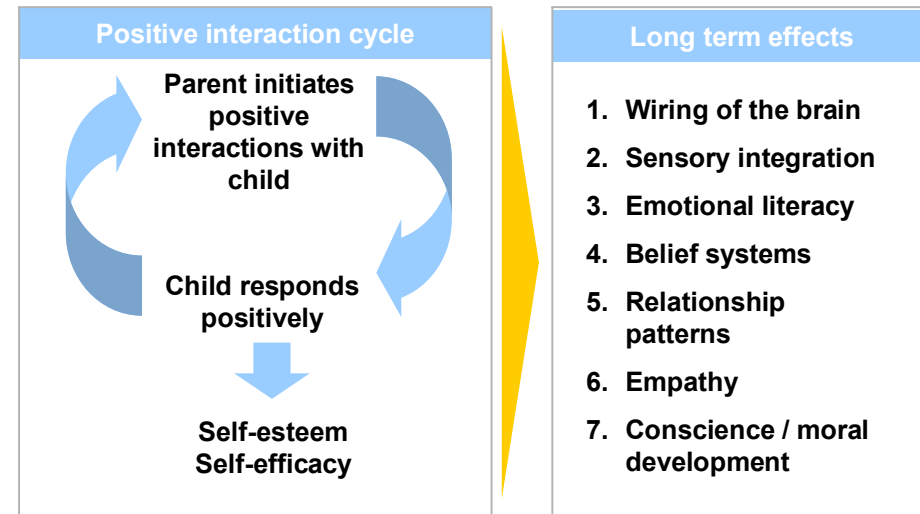 Positive interaction cycle
Parent initiates
positive
interactions with
child
Child responds
positively
Self-esteem
Self-efficacy
Long term effects
1. Wiring of the brain
2. Sensory integration
3. Emotional literacy
4. Belief systems
5. Relationship
patterns
6. Empathy
7. Conscience / moral
development